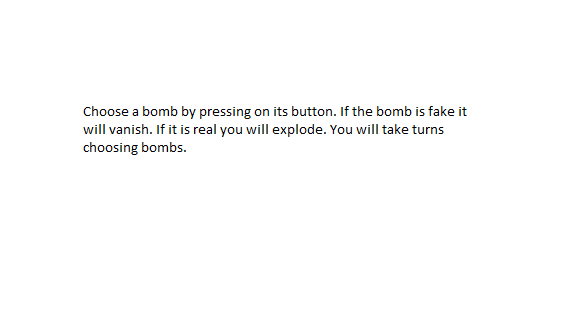 Choose a bomb by pressing on its button. If the bomb is fake it
will vanish. If it is real you will explode. You will take turns
choosing bombs.